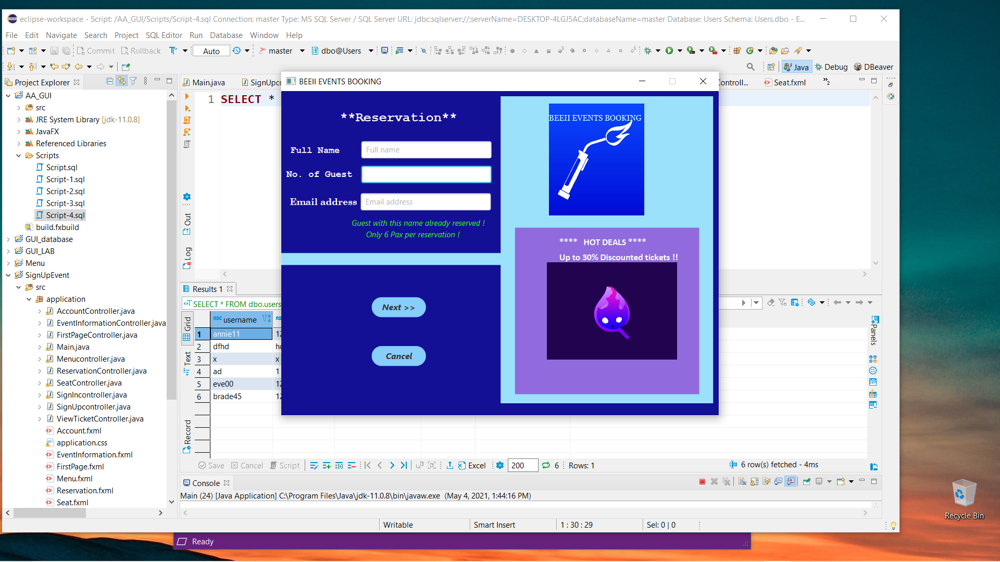 eclipse-workspace - Script: /AA_GUI/Scripts/Script-4.sql Connection: master Type: MS SQL Server / SQL Server URL: jdbc:sqlserver://;serverName=DESKTOP-4LGJ5AC;databaseName=master Database: Users Schema: Users.dbo - E...
File Edit Navigate Search Project SQL Editor Run Database Window Help
Commit Rollback Auto master dbo@Users
Java Debug DBeaver
Project Explorer
AA_GUI
src
JRE System Library [jdk-11.0.8]
JavaFX
Referenced Libraries
Scripts
Script.sql
Script-1.sql
Script-2.sql
Script-3.sql
Script-4.sql
build.fxbuild
GUI_database
GUI_LAB
Menu
SignUpEvent
src
application
AccountController.java
EventInformationController.java
FirstPageController.java
Main.java
Menucontroller.java
ReservationController.java
SeatController.java
SignIncontroller.java
SignUpcontroller.java
ViewTicketController.java
Account.fxml
application.css
EventInformation.fxml
FirstPage.fxml
Menu.fxml
Reservation.fxml
Seat.fxml
Main.java SignUpco Controll... Seat.fxml 2
1 SELECT *
Out
Log
BEEII EVENTS BOOKING
**Reservation**
Full Name Full name
No. of Guest
Email address Email address
Guest with this name already reserved !
Only 6 Pax per reservation !
Next >>
Cancel
BEEII EVENTS BOOKING
**** HOT DEALS ****
Up to 30% Discounted tickets !!
Results 1
SELECT * FROM dbo.users
Grid
Text
Record
Panels
ABC username
1 annie11 12
2 dfhd
3 x x
4 ad 1
5 eve00 12
6 brade45 12
Save Cancel Script Excel 200 6 Rows: 1 6 row(s) fetched - 4ms
Console
Main (24) [Java Application] C:\Program Files\Java\jdk-11.0.8\bin\javaw.exe (May 4, 2021, 1:44:16 PM)
Writable Smart Insert 1 : 30 : 29 Sel: 0 | 0
Ready
Recycle Bin